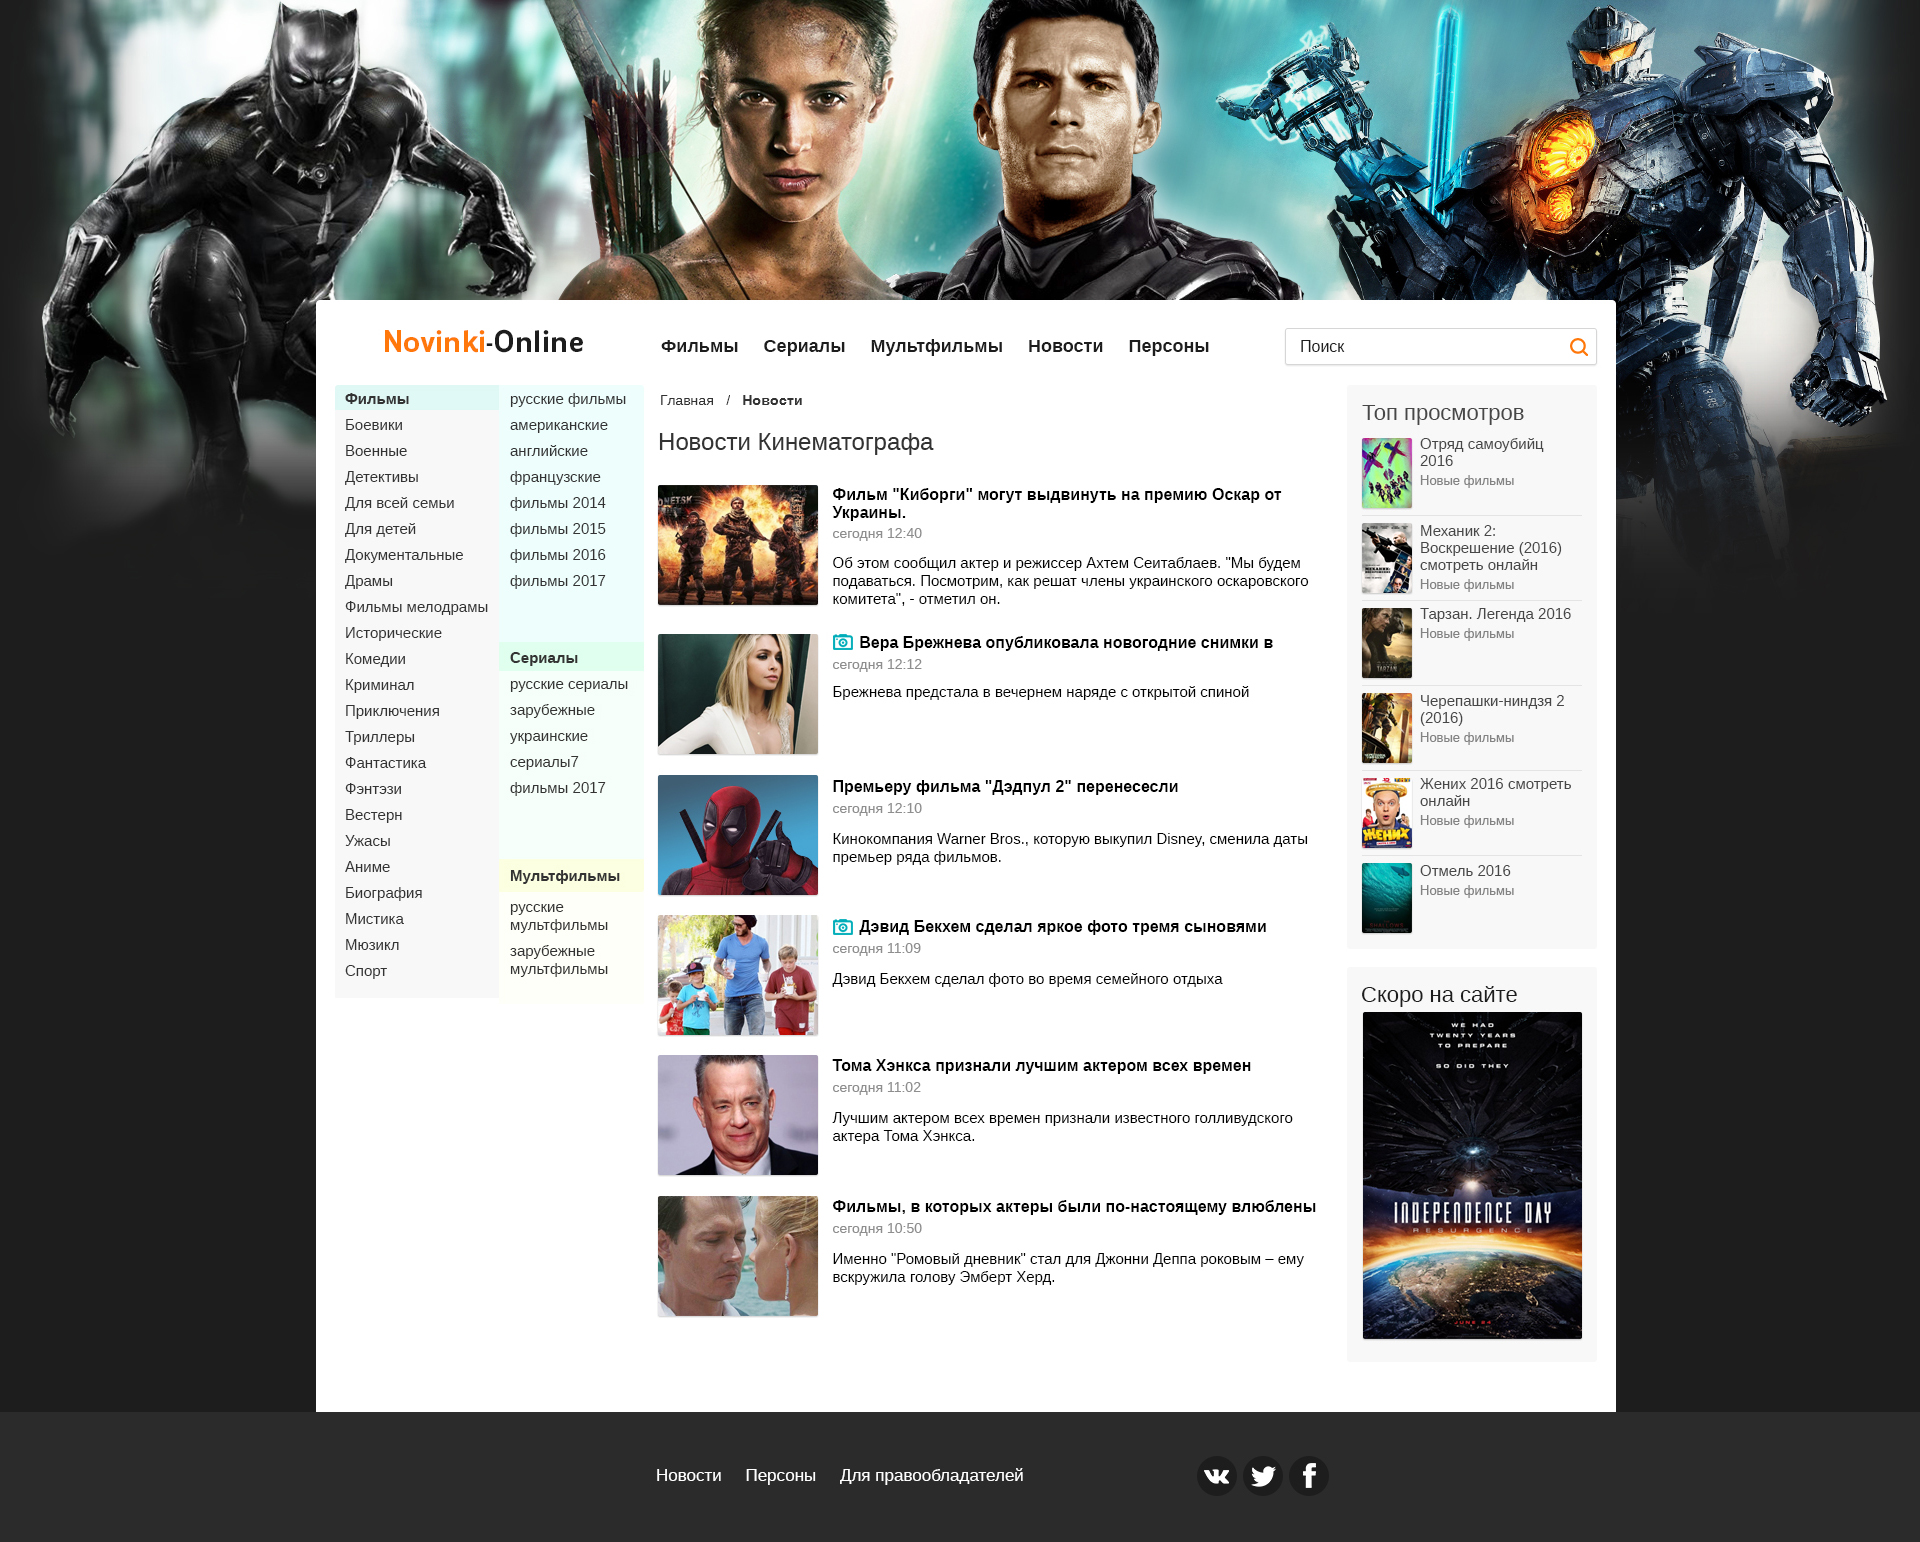 Novinki-Online
Фильмы
Сериалы
Мультфильмы
Новости
Персоны
Поиск
Фильмы
Боевики
Военные
Детективы
Для всей семьи
Для детей
Документальные
Драмы
Фильмы мелодрамы
Исторические
Комедии
Криминал
Приключения
Триллеры
Фантастика
Фэнтэзи
Вестерн
Ужасы
Аниме
Биография
Мистика
Мюзикл
Спорт
русские фильмы
американские
английские
французские
фильмы 2014
фильмы 2015
фильмы 2016
фильмы 2017
Сериалы
русские сериалы
зарубежные
украинские
сериалы7
фильмы 2017
Мультфильмы
русские
мультфильмы
зарубежные
мультфильмы
Главная / Новости
Новости Кинематографа
Фильм "Киборги" могут выдвинуть на премию Оскар от
Украины.
сегодня 12:40
Об этом сообщил актер и режиссер Ахтем Сеитаблаев. "Мы будем
подаваться. Посмотрим, как решат члены украинского оскаровского
комитета", - отметил он.
Вера Брежнева опубликовала новогодние снимки в
сегодня 12:12
Брежнева предстала в вечернем наряде с открытой спиной
Премьеру фильма "Дэдпул 2" перенесесли
сегодня 12:10
Кинокомпания Warner Bros., которую выкупил Disney, сменила даты
премьер ряда фильмов.
Дэвид Бекхем сделал яркое фото тремя сыновями
сегодня 11:09
Дэвид Бекхем сделал фото во время семейного отдыха
Тома Хэнкса признали лучшим актером всех времен
сегодня 11:02
Лучшим актером всех времен признали известного голливудского
актера Тома Хэнкса.
Фильмы, в которых актеры были по-настоящему влюблены
сегодня 10:50
Именно "Ромовый дневник" стал для Джонни Деппа роковым – ему
вскружила голову Эмберт Херд.
Топ просмотров
Отряд самоубийц
2016
Новые фильмы
Механик 2:
Воскрешение (2016)
смотреть онлайн
Новые фильмы
TARZAN
Тарзан. Легенда 2016
Новые фильмы
Черепашки-ниндзя 2
(2016)
Новые фильмы
ЖЕНИХ
Жених 2016 смотреть
онлайн
Новые фильмы
Отмель 2016
Новые фильмы
Скоро на сайте
WE HAD
TWENTY YEARS
TO PREPARE
SO DID THEY
INDEPENDENCE DAY
RESURGENCE
JUNE 24
Новости
Персоны
Для правообладателей